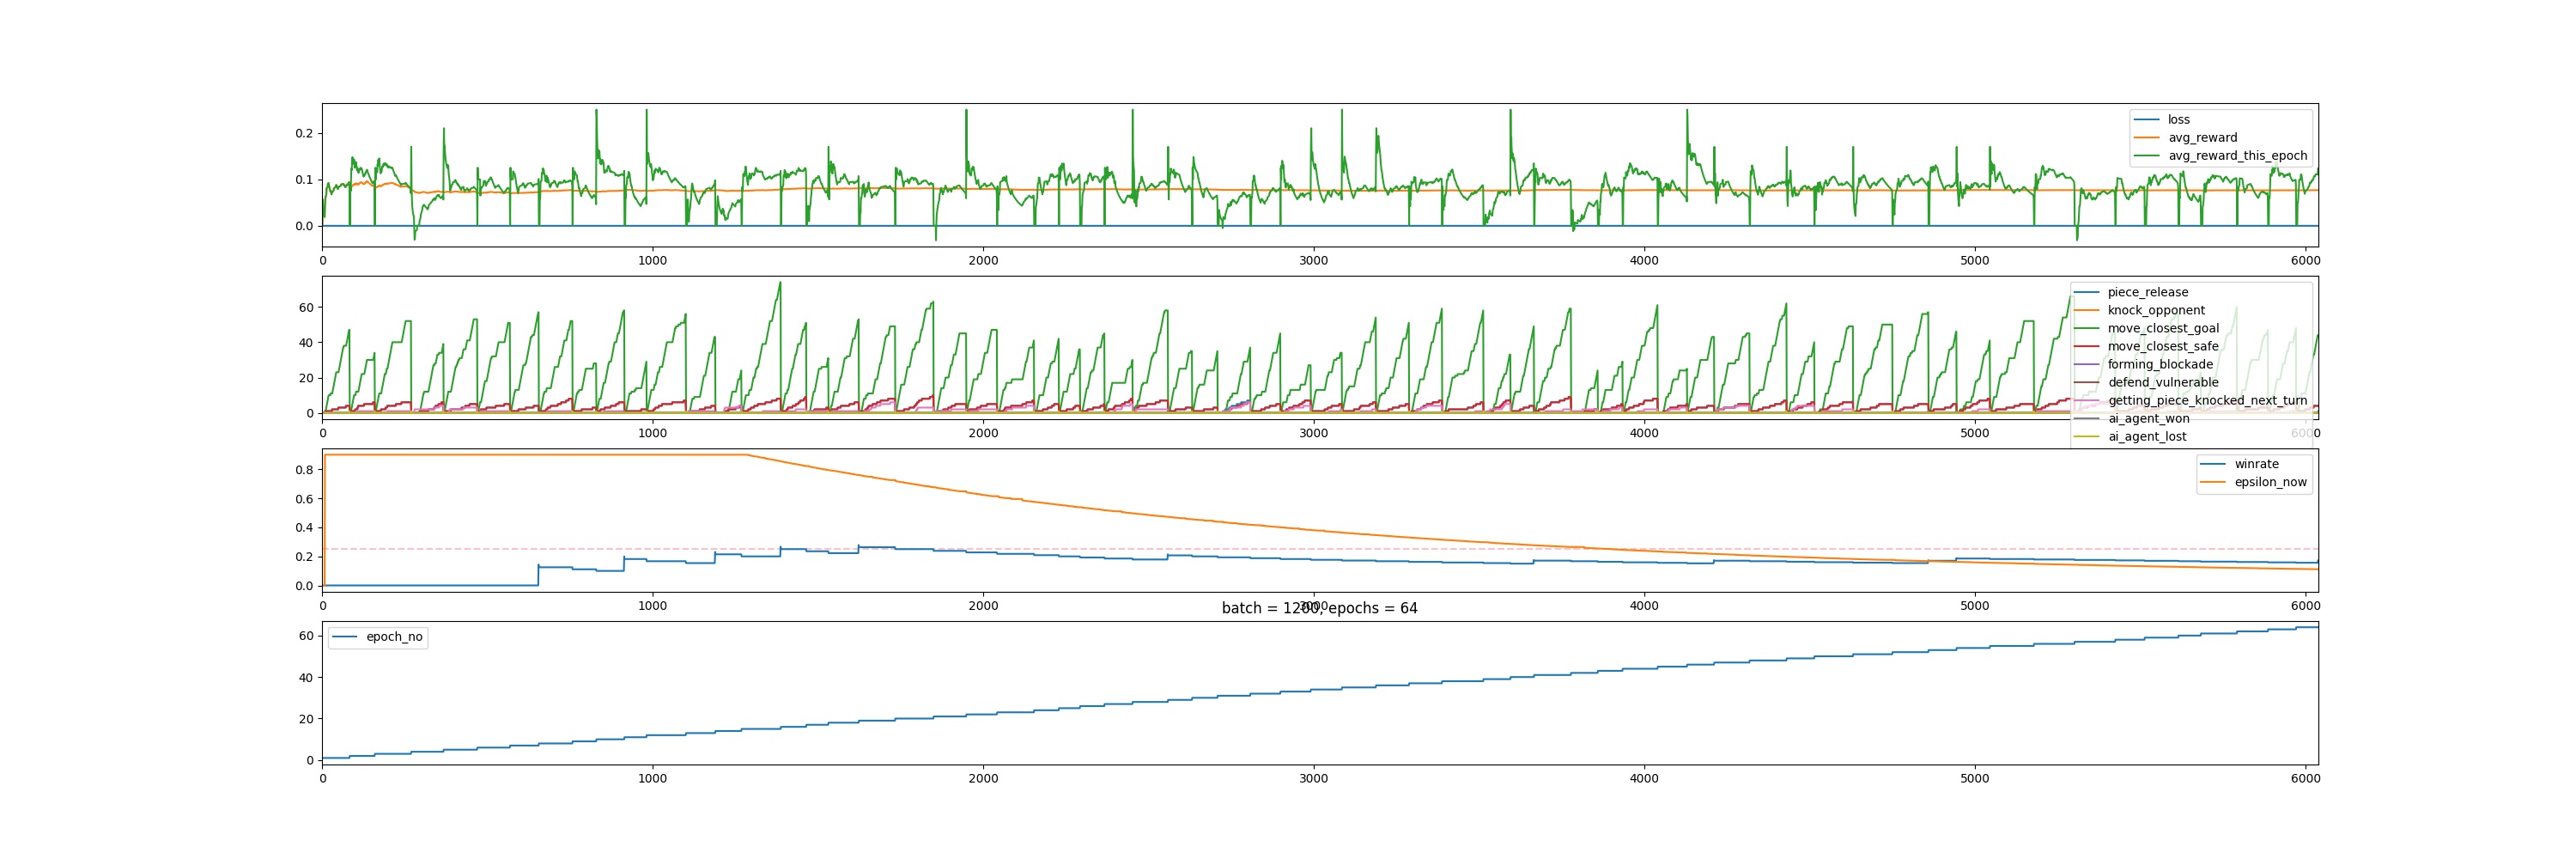 0.2
0.1
0.0
loss
avg_reward
avg_reward_this_epoch
0 1000 2000 3000 4000 5000 6000
60
40
20
0
piece_release
knock_opponent
move_closest_goal
move_closest_safe
forming_blockade
defend_vulnerable
getting_piece_knocked_next_turn
ai_agent_won
ai_agent_lost
0 1000 2000 3000 4000 5000 6000
0.8
0.6
0.4
0.2
0.0
winrate
epsilon_now
0 1000 2000 3000 4000 5000 6000
batch = 1200, epochs = 64
60
40
20
0
epoch_no
0 1000 2000 3000 4000 5000 6000